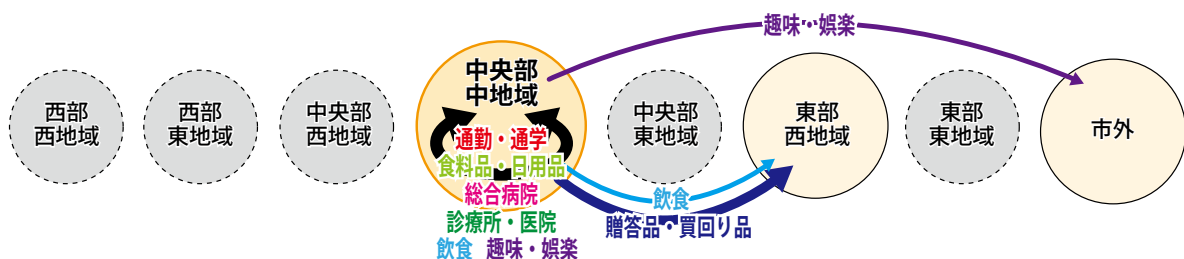 趣味・娯楽
西部
西地域
西部
東地域
中央部
西地域
中央部
中地域
通勤・通学
食料品・日用品
総合病院
診療所・医院
飲食 趣味・娯楽
中央部
東地域
飲食
贈答品・買回り品
東部
西地域
東部
東地域
市外